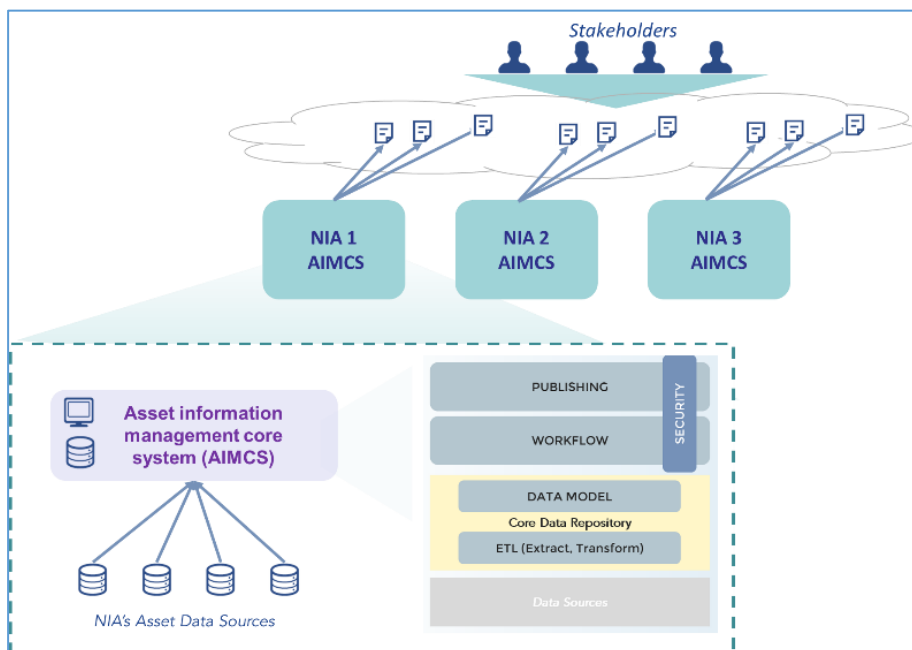 Stakeholders
NIA 1
AIMCS
NIA 2
AIMCS
NIA 3
AIMCS
Asset information
management core
system (AIMCS)
NIA's Asset Data Sources
PUBLISHING
WORKFLOW
SECURITY
DATA MODEL
Core Data Repository
ETL (Extract, Transform)
Data Sources